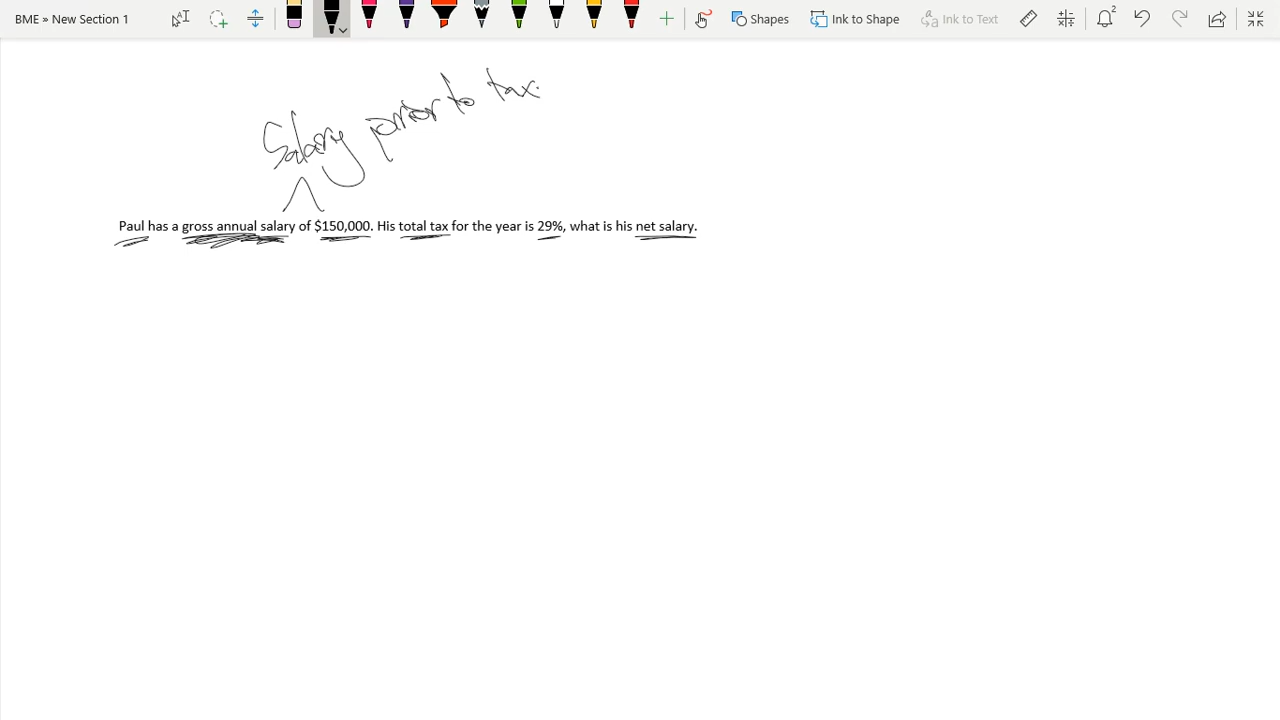 BME » New Section 1
2
Shapes
Ink to Shape
Ink to Text
Salary prior to tax.
Paul has a gross annual salary of $150,000. His total tax for the year is 29%, what is his net salary.